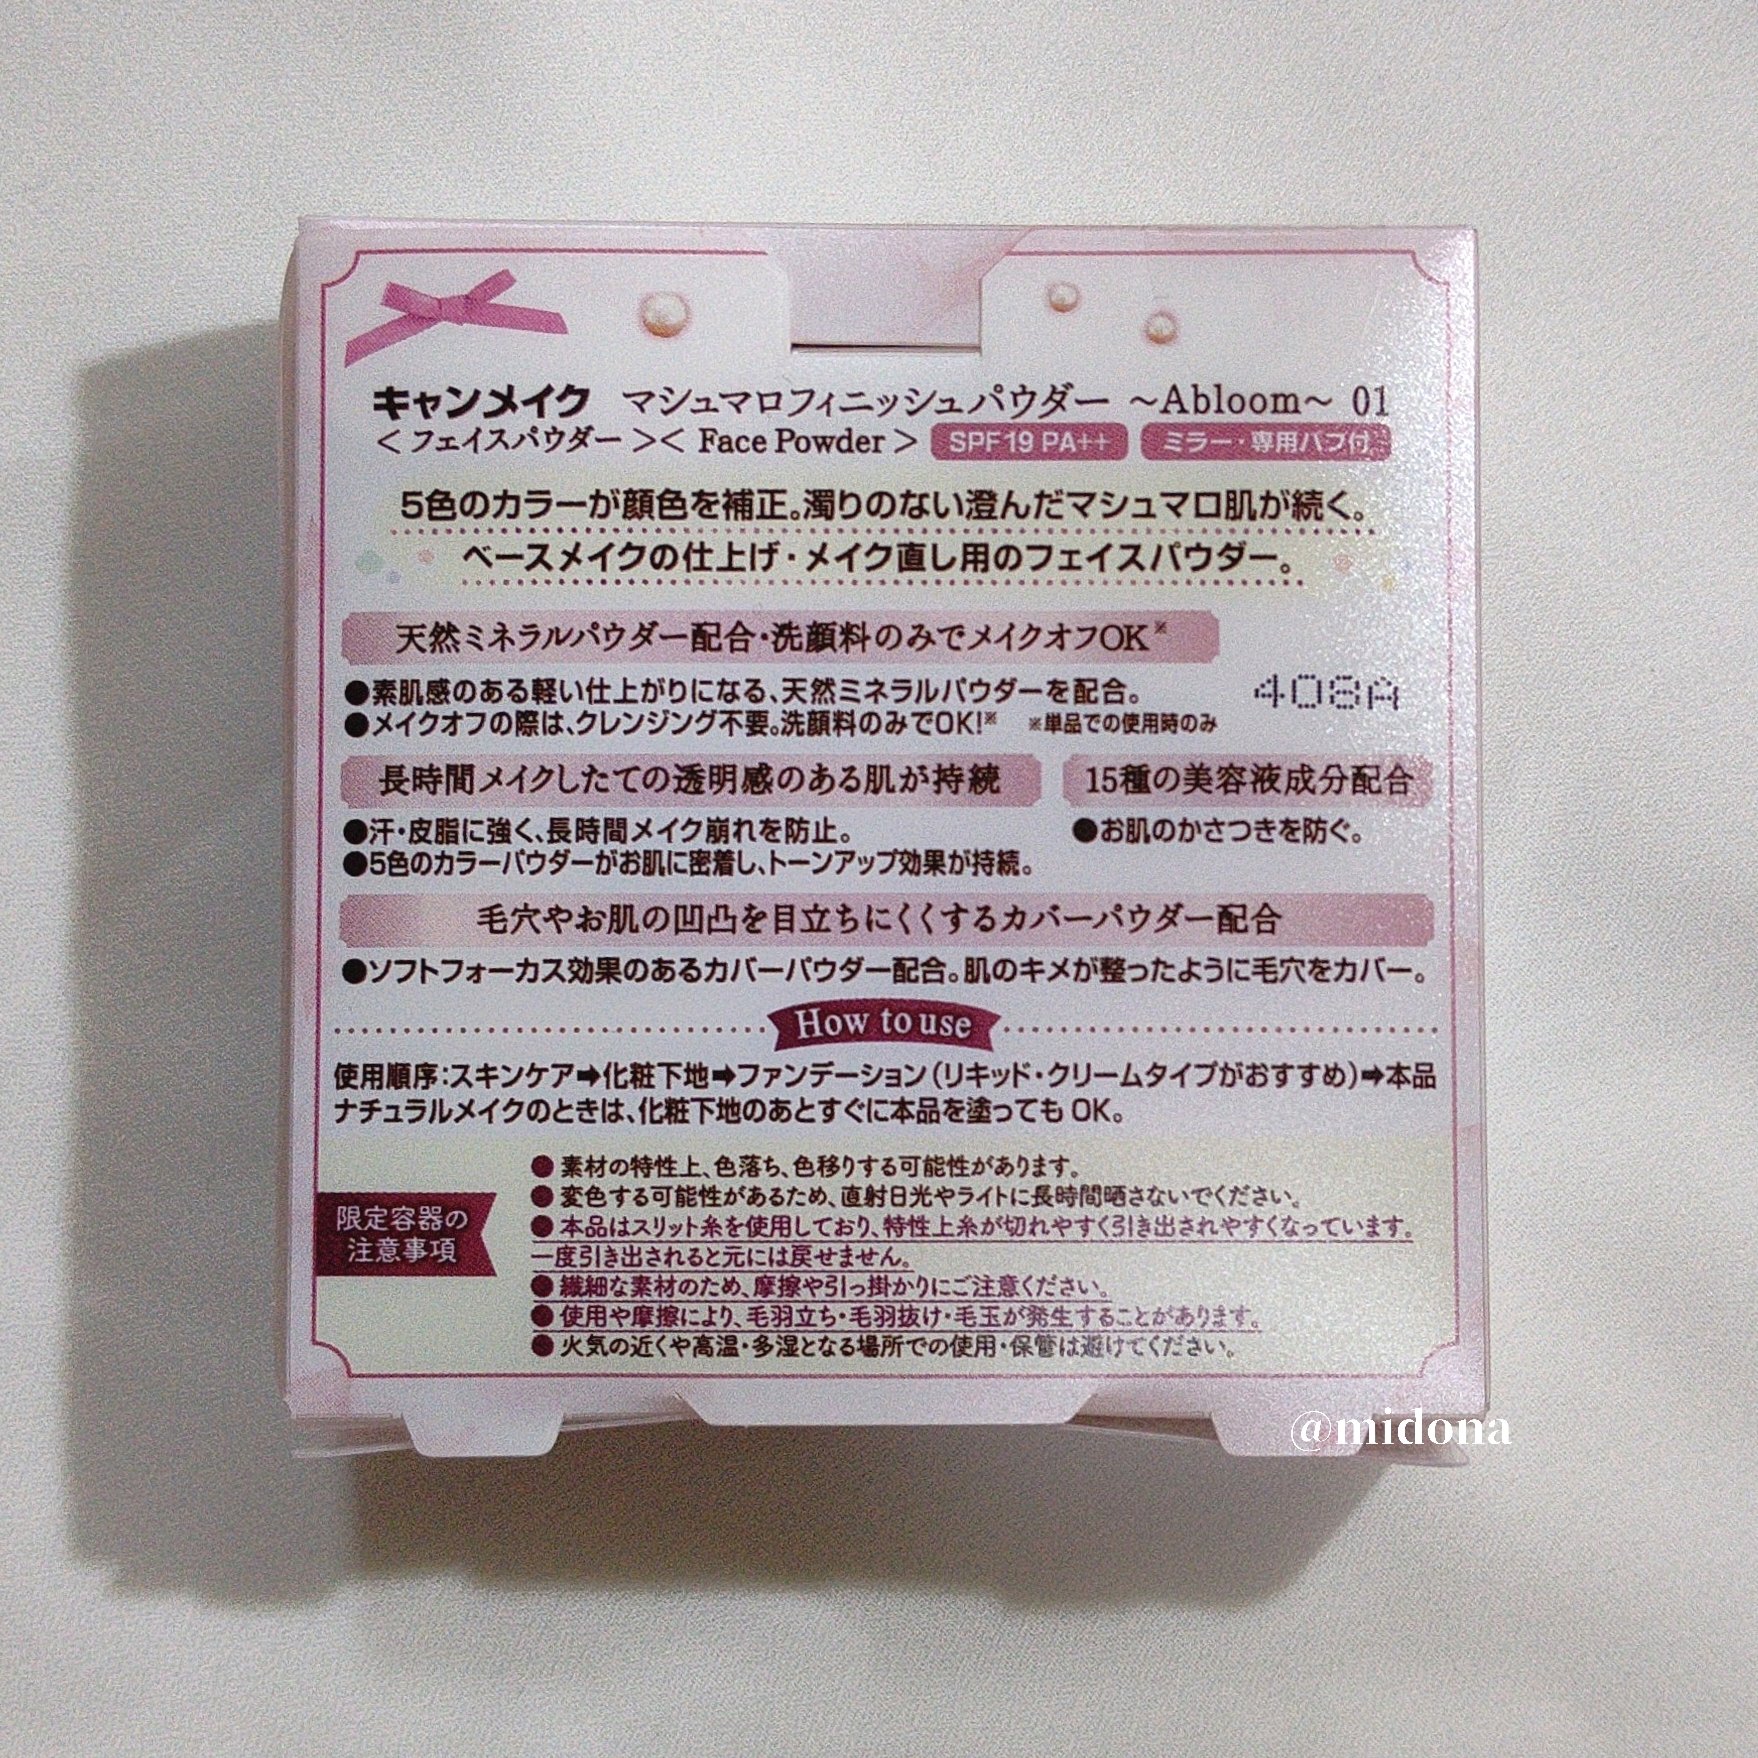 キャンメイク マシュマロフィニッシュパウダー ～Abloom～ 01
＜フェイスパウダー＞＜Face Powder＞ SPF19 PA++ ミラー・専用パフ付
5色のカラーが顔色を補正。濁りのない澄んだマシュマロ肌が続く。
ベースメイクの仕上げ・メイク直し用のフェイスパウダー。
天然ミネラルパウダー配合・洗顔料のみでメイクオフOK※
●素肌感のある軽い仕上がりになる、天然ミネラルパウダーを配合。
408A
●メイクオフの際は、クレンジング不要。洗顔料のみでOK!※ ※単品での使用時のみ
長時間メイクしたての透明感のある肌が持続 15種の美容液成分配合
●汗・皮脂に強く、長時間メイク崩れを防止。 ●お肌のかさつきを防ぐ。
●5色のカラーパウダーがお肌に密着し、トーンアップ効果が持続。
毛穴やお肌の凹凸を目立ちにくくするカバーパウダー配合
●ソフトフォーカス効果のあるカバーパウダー配合。肌のキメが整ったように毛穴をカバー。
How to use
使用順序：スキンケア➡化粧下地➡ファンデーション（リキッド・クリームタイプがおすすめ）➡本品
ナチュラルメイクのときは、化粧下地のあとすぐに本品を塗ってもOK。
限定容器の
注意事項
●素材の特性上、色落ち、色移りする可能性があります。
●変色する可能性があるため、直射日光やライトに長時間晒さないでください。
●本品はスリット糸を使用しており、特性上糸が切れやすく引き出されやすくなっています。
一度引き出されると元には戻せません。
●繊細な素材のため、摩擦や引っ掛かりにご注意ください。
●使用や摩擦により、毛羽立ち・毛羽抜け・毛玉が発生することがあります。
●火気の近くや高温・多湿となる場所での使用・保管は避けてください。
@midona